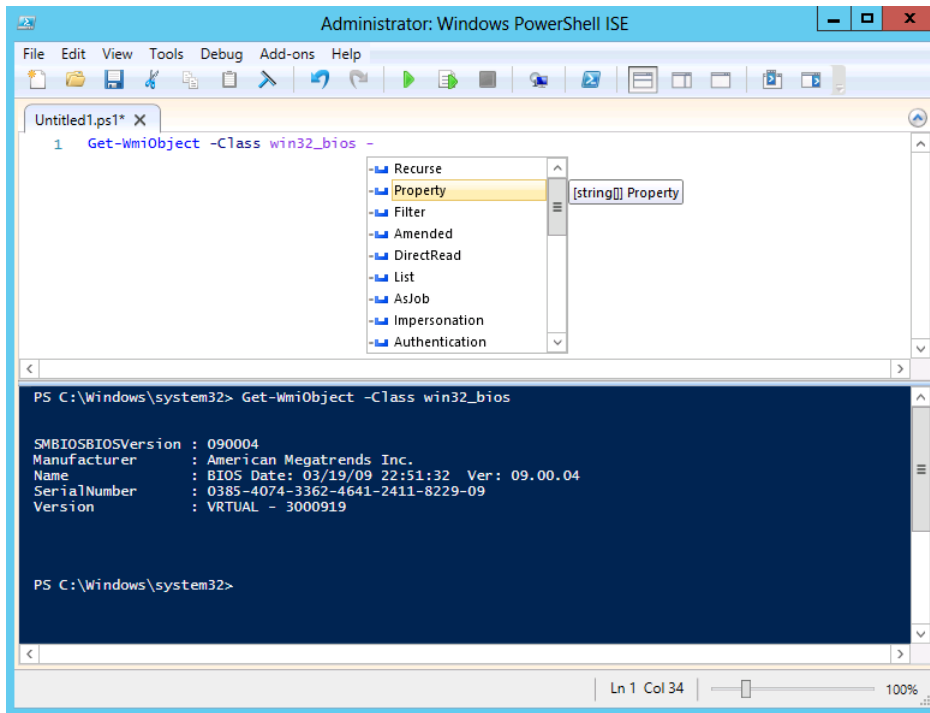 Administrator: Windows PowerShell ISE
File Edit View Tools Debug Add-ons Help
Untitled1.ps1* X
1 Get-WmiObject -Class win32_bios -
Recurse
Property
[string[]] Property
Filter
Amended
DirectRead
List
AsJob
Impersonation
Authentication
PS C:\Windows\system32> Get-WmiObject -Class win32_bios
SMBIOSBIOSVersion : 090004
Manufacturer : American Megatrends Inc.
Name : BIOS Date: 03/19/09 22:51:32 Ver: 09.00.04
SerialNumber : 0385-4074-3362-4641-2411-8229-09
Version : VRTUAL - 3000919
PS C:\Windows\system32>
Ln 1 Col 34 100%